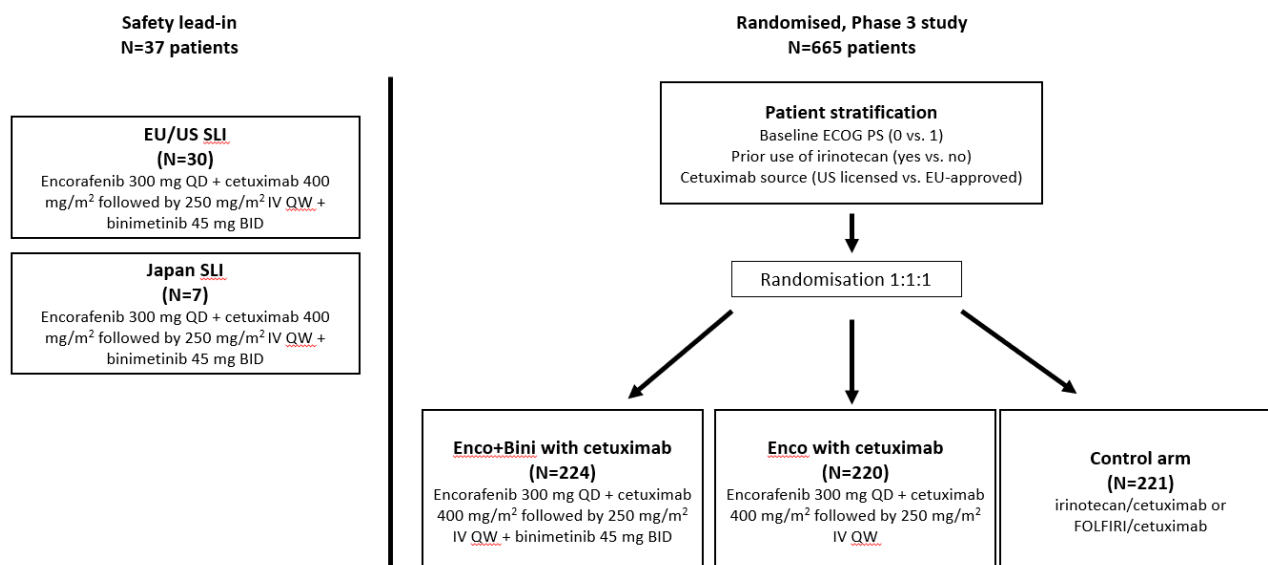 Safety lead-in
N=37 patients
EU/US SLI
(N=30)
Encorafenib 300 mg QD + cetuximab 400
mg/m² followed by 250 mg/m² IV QW +
binimetinib 45 mg BID
Japan SLI
(N=7)
Encorafenib 300 mg QD + cetuximab 400
mg/m² followed by 250 mg/m² IV QW +
binimetinib 45 mg BID
Randomised, Phase 3 study
N=665 patients
Patient stratification
Baseline ECOG PS (0 vs. 1)
Prior use of irinotecan (yes vs. no)
Cetuximab source (US licensed vs. EU-approved)
Randomisation 1:1:1
Enco+Bini with cetuximab
(N=224)
Encorafenib 300 mg QD + cetuximab
400 mg/m² followed by 250 mg/m²
IV QW + binimetinib 45 mg BID
Enco with cetuximab
(N=220)
Encorafenib 300 mg QD + cetuximab
400 mg/m² followed by 250 mg/m²
IV QW
Control arm
(N=221)
irinotecan/cetuximab or
FOLFIRI/cetuximab